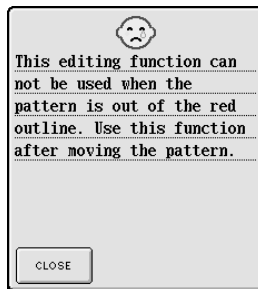 This editing function can
not be used when the
pattern is out of the red
outline. Use this function
after moving the pattern.
CLOSE